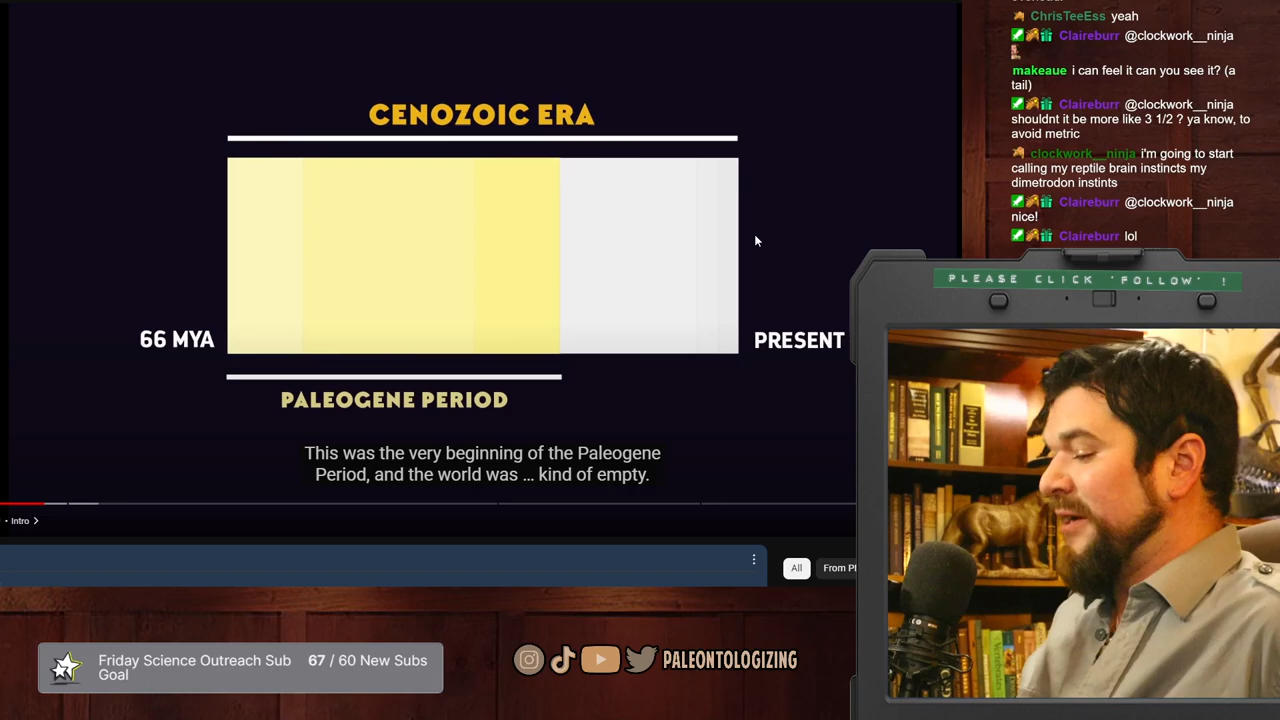 CENOZOIC ERA
66 MYA
PRESENT
PALEOGENE PERIOD
This was the very beginning of the Paleogene
Period, and the world was ... kind of empty.
• Intro >
All
From
Friday Science Outreach Sub
Goal
67 / 60 New Subs
PALEONTOLOGIZING
ChrisTeeEss yeah
Claireburr @clockwork__ninja
makeaue i can feel it can you see it? (a
tail)
Claireburr @clockwork__ninja
shouldnt it be more like 3 1/2 ? ya know, to
avoid metric
clockwork__ninja i'm going to start
calling my reptile brain instincts my
dimetrodon instints
Claireburr @clockwork__ninja
nice!
Claireburr lol
PLEASE CLICK 'FOLLOW' !